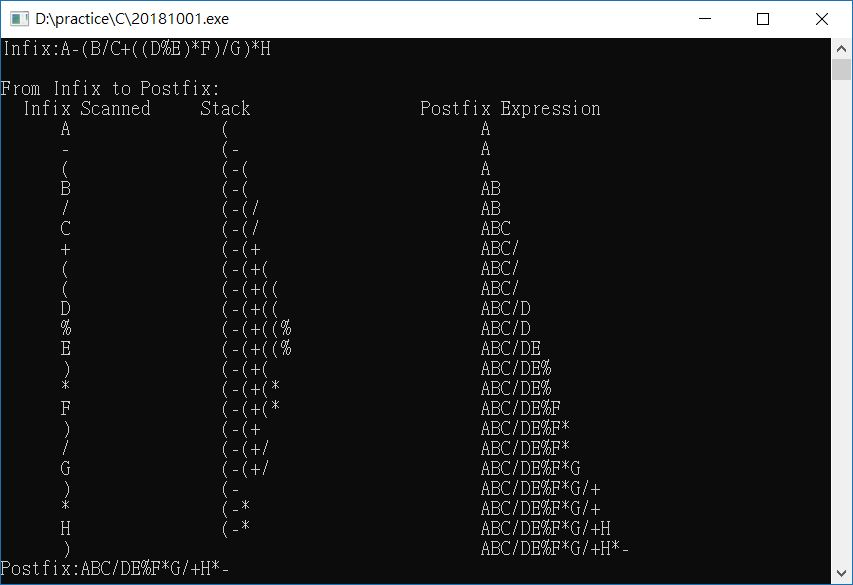 D:\practice\C\20181001.exe
Infix:A-(B/C+((D%E)*F)/G)*H
From Infix to Postfix:
Infix Scanned Stack Postfix Expression
A ( A
- (- A
( (-( A
B (-( AB
/ (-(/ AB
C (-(/ ABC
+ (-(+ ABC/
( (-(+( ABC/
( (-(+(( ABC/
D (-(+(( ABC/D
% (-(+((% ABC/D
E (-(+((% ABC/DE
) (-(+( ABC/DE%
* (-(+(* ABC/DE%
F (-(+(* ABC/DE%F
) (-(+ ABC/DE%F*
/ (-(+/ ABC/DE%F*
G (-(+/ ABC/DE%F*G
) (- ABC/DE%F*G/+
* (-* ABC/DE%F*G/+
H (-* ABC/DE%F*G/+H
) ABC/DE%F*G/+H*-
Postfix:ABC/DE%F*G/+H*-